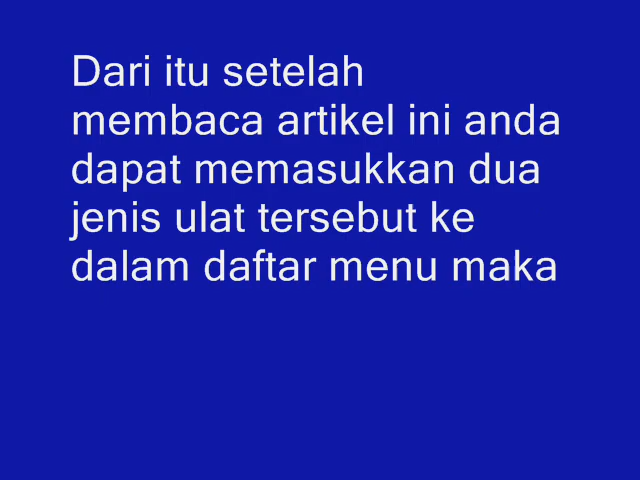 Dari itu setelah
membaca artikel ini anda
dapat memasukkan dua
jenis ulat tersebut ke
dalam daftar menu maka